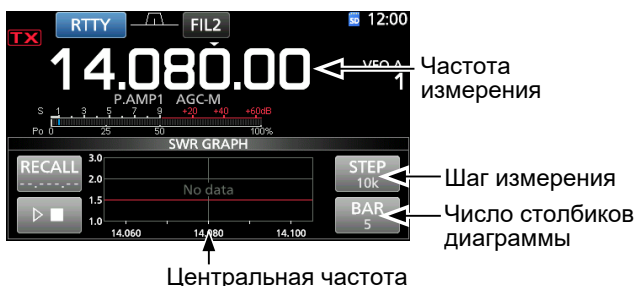 RTTY FIL2 SD 12:00
TX
14.080.00 VFO A
1
P.AMP1 AGC-M
S 1 3 5 7 9 +20 +40 +60dB
Po 0 25 50 100%
SWR GRAPH
RECALL
--.---.--
3.0
2.0
1.5
1.0
No data
14.060 14.080 14.100
STEP
10k
BAR
5
Частота
измерения
Шаг измерения
Число столбиков
диаграммы
Центральная частота